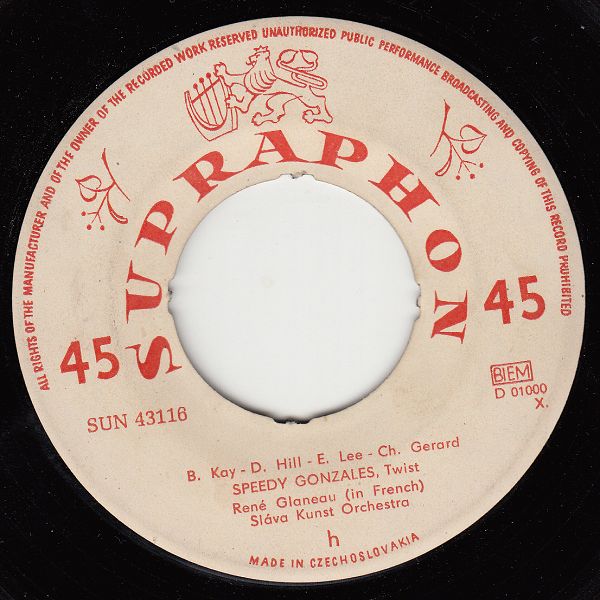 ALL RIGHTS OF THE MANUFACTURER AND OF THE OWNER OF THE RECORDED WORK RESERVED UNAUTHORIZED PUBLIC PERFORMANCE BROADCASTING AND COPYING OF THIS RECORD PROHIBITED
SUPRAPHON
45
45
SUN 43116
BIEM
D 01000
X.
B. Kay - D. Hill - E. Lee - Ch. Gerard
SPEEDY GONZALES, Twist
René Glaneau (in French)
Sláva Kunst Orchestra
h
MADE IN CZECHOSLOVAKIA